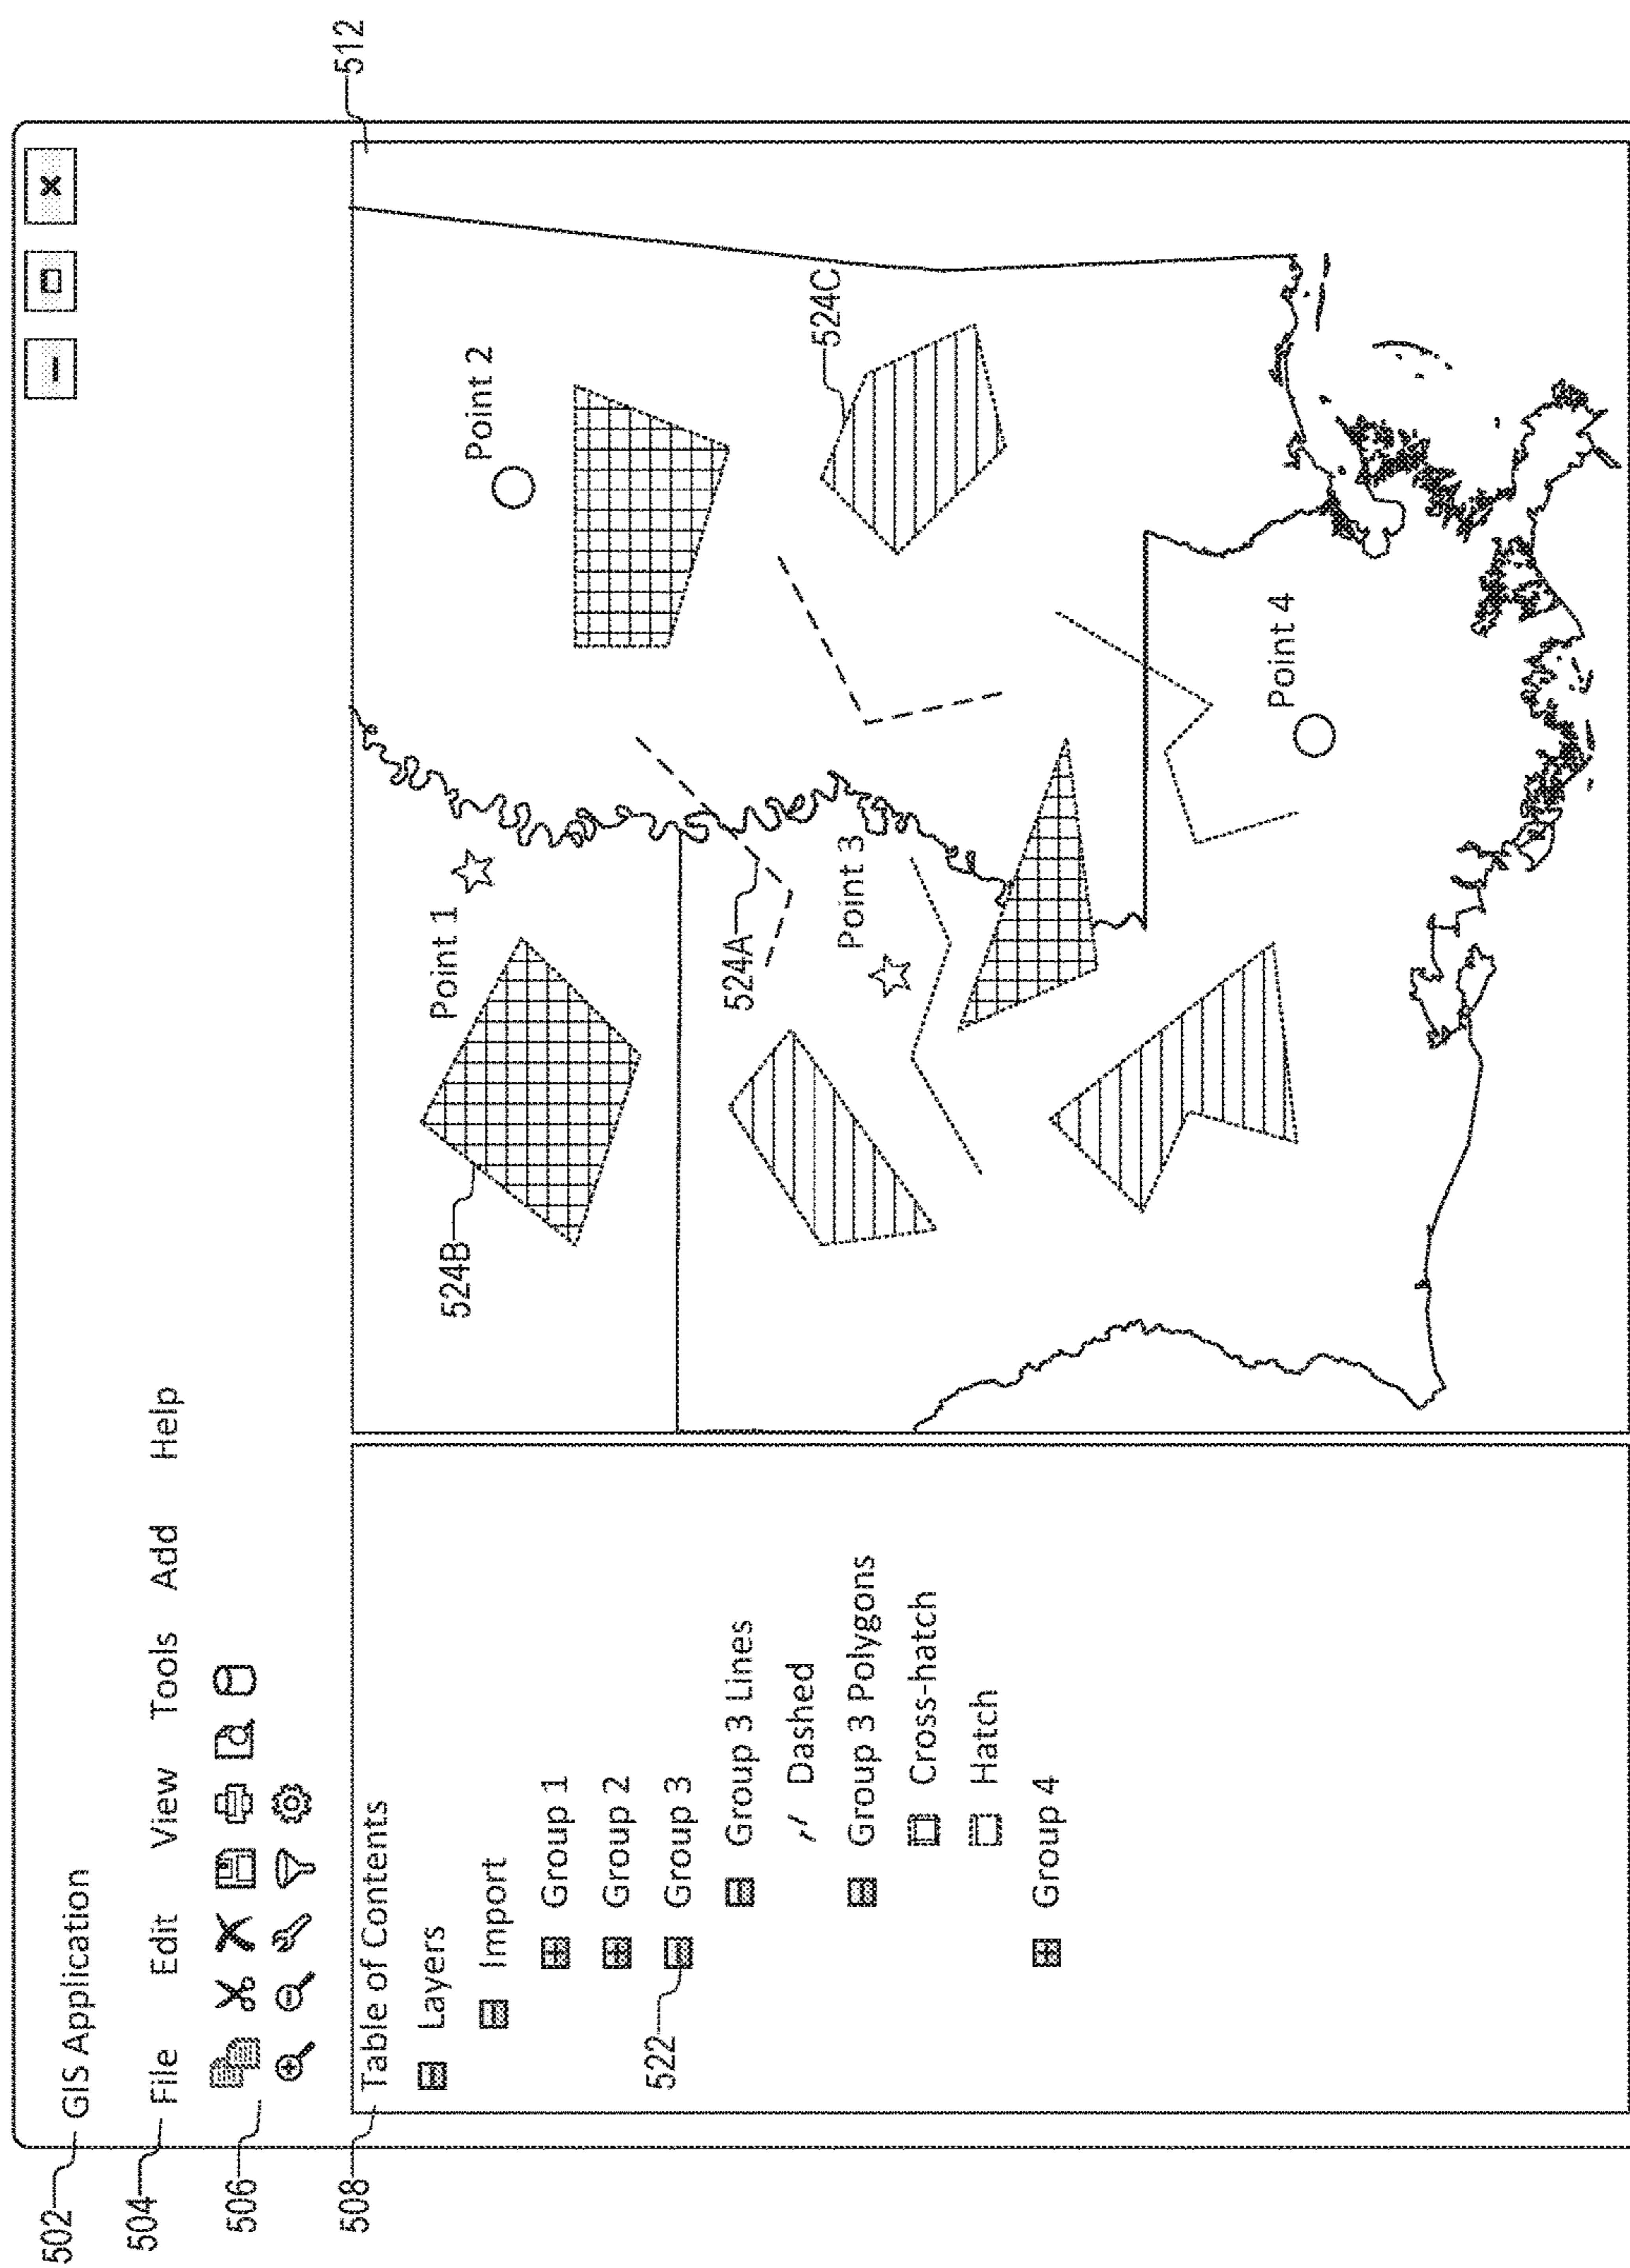 502
GIS Application
504
File Edit View Tools Add Help
506
508
512
Table of Contents
Layers
Import
Group 1
Group 2
522
Group 3
Group 3 Lines
Dashed
Group 3 Polygons
Cross-hatch
Hatch
Group 4
Point 1
Point 2
524B
524A
524C
Point 3
Point 4